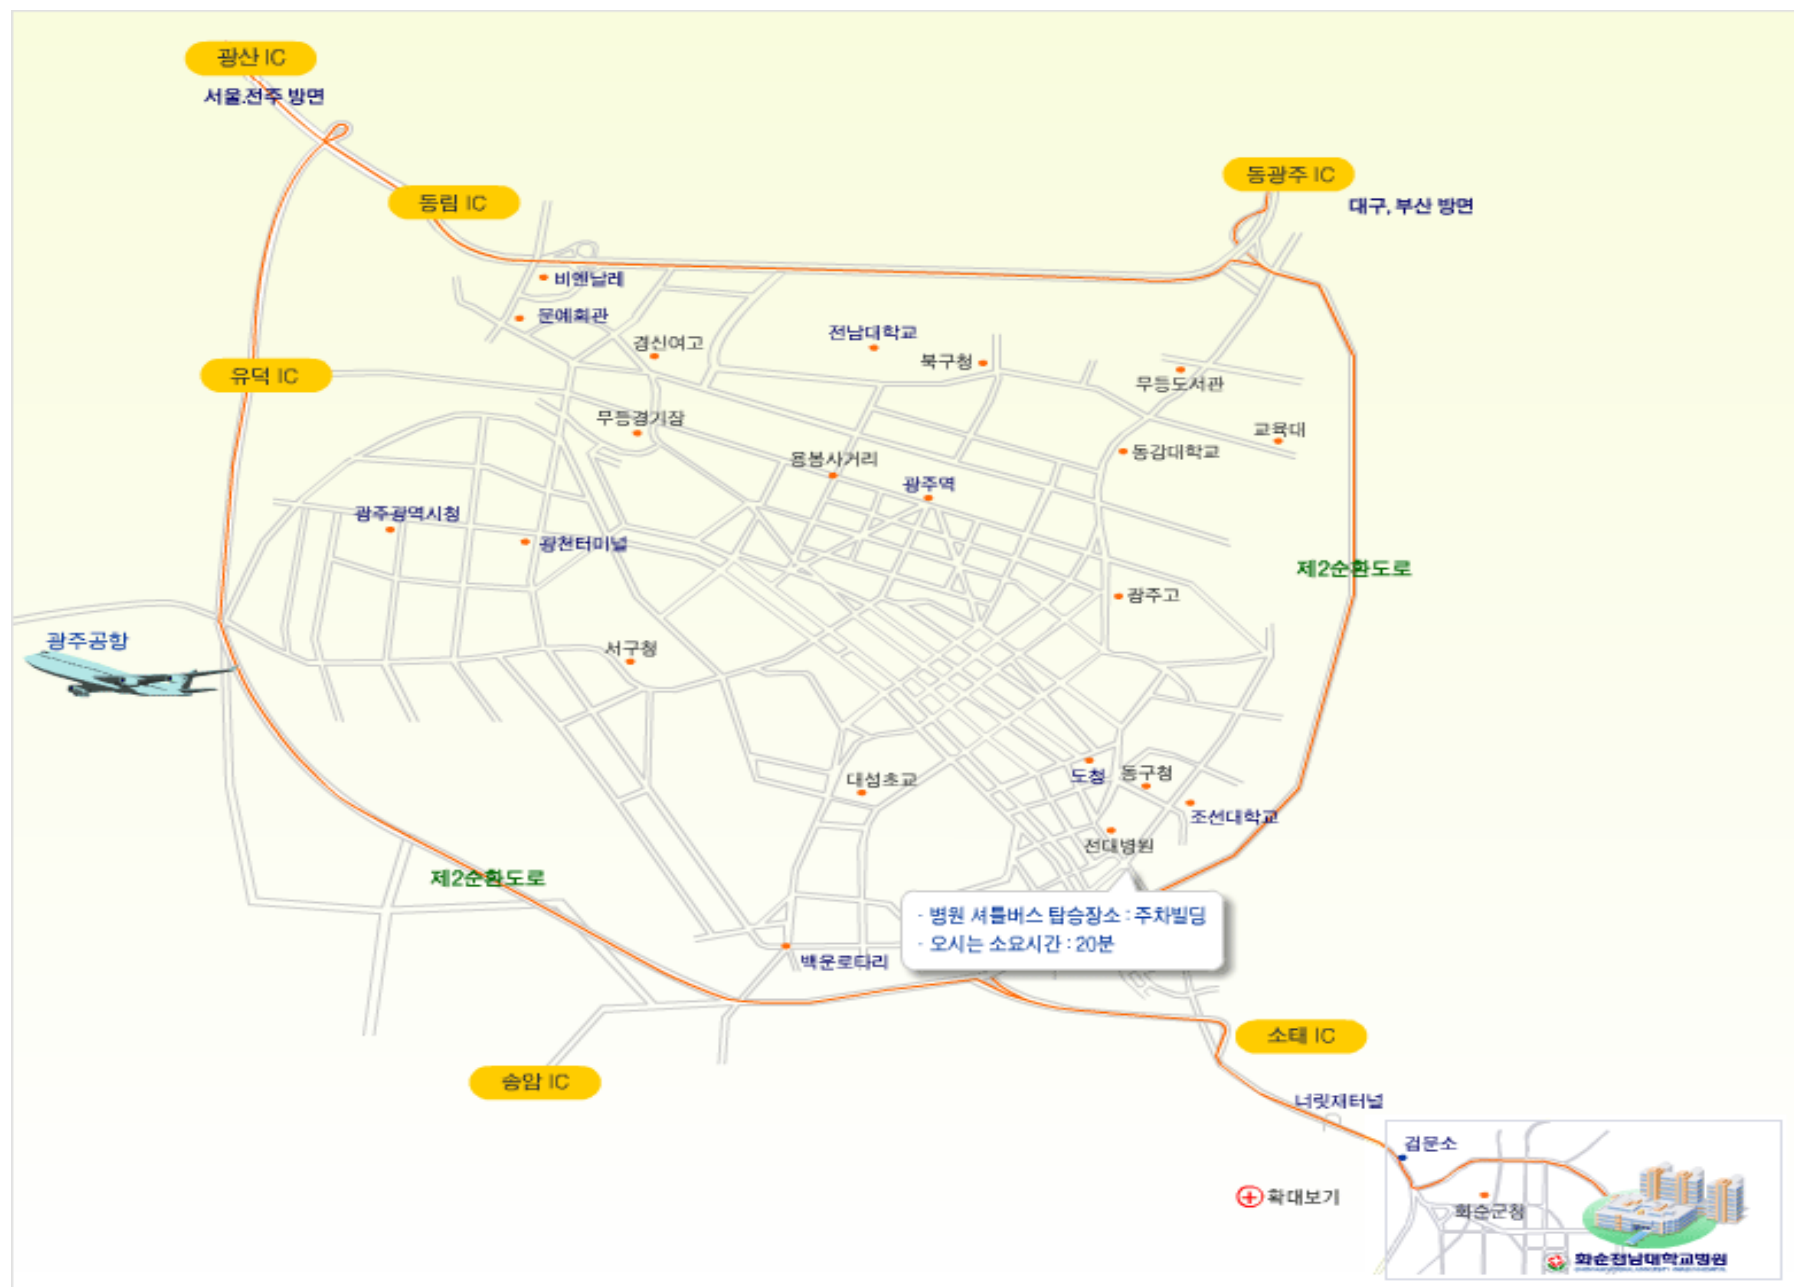 광산 IC
서울.전주 방면
동광주 IC
동림 IC
대구, 부산 방면
비엔날레
문예회관
전남대학교
경신여고
북구청
유덕 IC
무등도서관
무등경기장
교육대
동강대학교
용봉사거리
광주역
광주광역시청
광천터미널
제2순환도로
광주고
광주공항
서구청
도청
동구청
대성초교
조선대학교
전대병원
제2순환도로
· 병원 셔틀버스 탑승장소 : 주차빌딩
· 오시는 소요시간 : 20분
백운로타리
소태 IC
송암 IC
너릿재터널
검문소
확대보기
화순군청
화순전남대학교병원